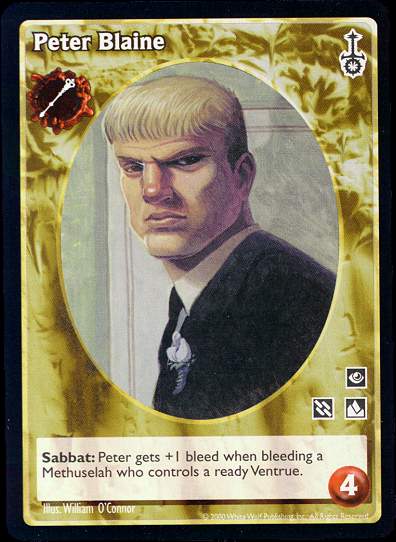 Peter Blaine
Sabbat: Peter gets +1 bleed when bleeding a
Methuselah who controls a ready Ventrue.
4
Illus. William O'Connor
© 2000 White Wolf Publishing, Inc. All Rights Reserved.